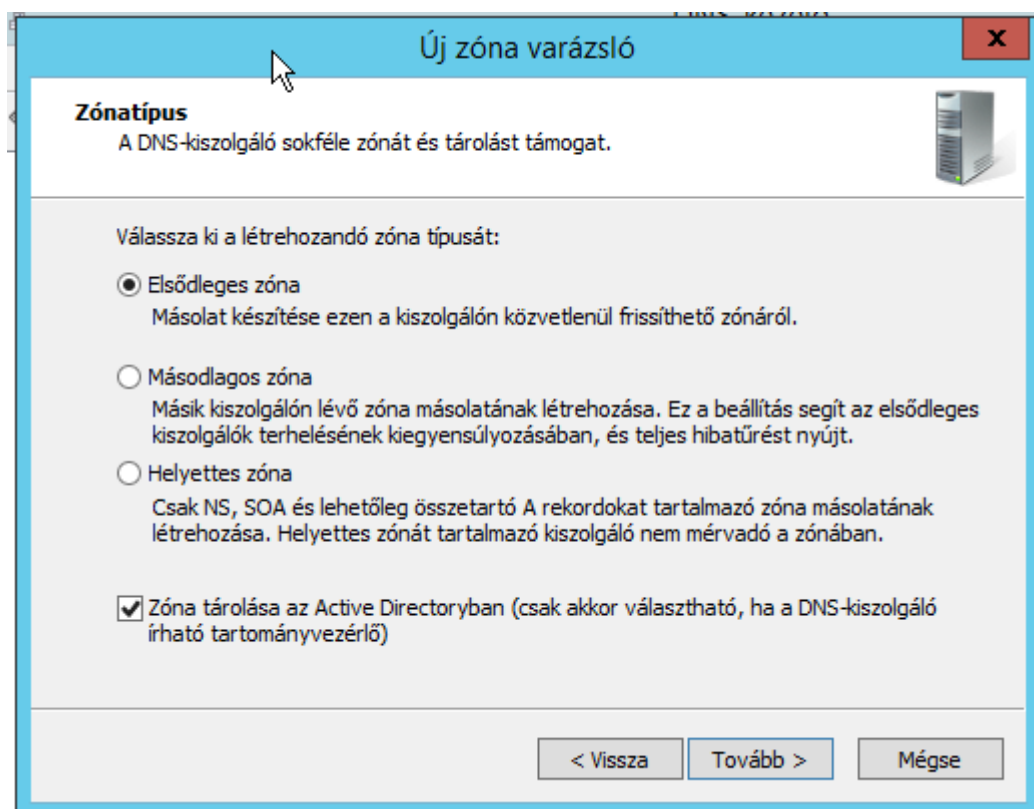 Új zóna varázsló
x
Zónatípus
A DNS-kiszolgáló sokféle zónát és tárolást támogat.
Válassza ki a létrehozandó zóna típusát:
Elsődleges zóna
Másolat készítése ezen a kiszolgálón közvetlenül frissíthető zónáról.
Másodlagos zóna
Másik kiszolgálón lévő zóna másolatának létrehozása. Ez a beállítás segít az elsődleges
kiszolgálók terhelésének kiegyensúlyozásában, és teljes hibatűrést nyújt.
Helyettes zóna
Csak NS, SOA és lehetőleg összetartó A rekordokat tartalmazó zóna másolatának
létrehozása. Helyettes zónát tartalmazó kiszolgáló nem mérvadó a zónában.
Zóna tárolása az Active Directoryban (csak akkor választható, ha a DNS-kiszolgáló
írható tartományvezérlő)
< Vissza
Tovább >
Mégse